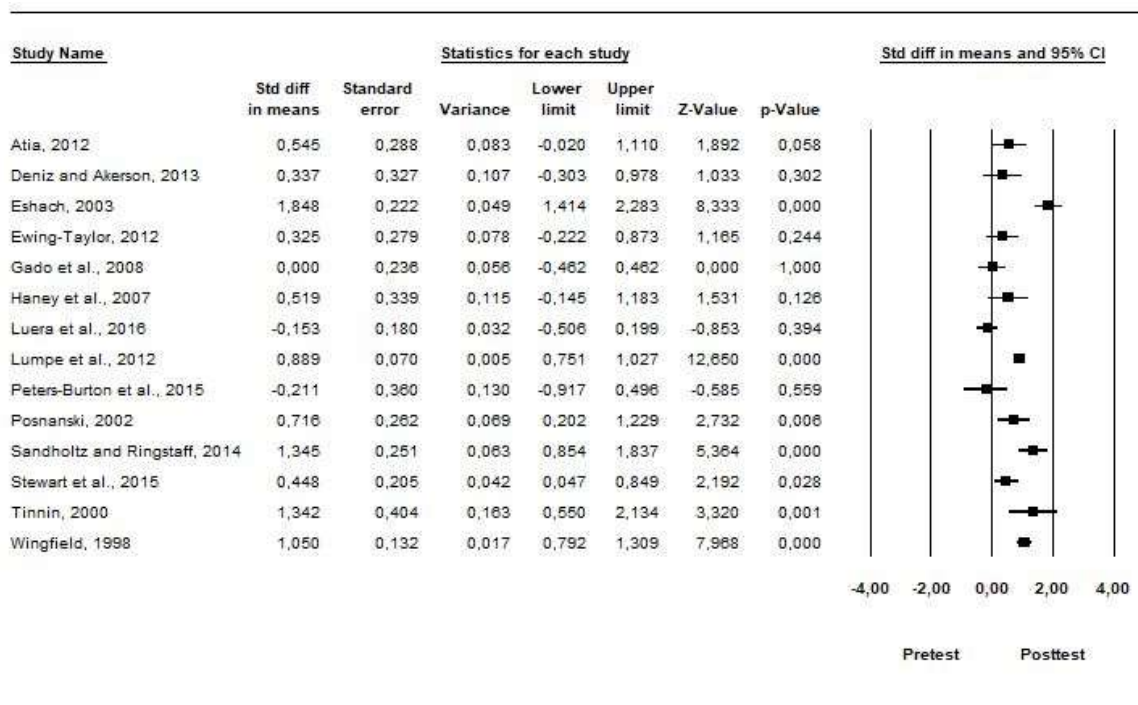 Study Name Statistics for each study Std diff in means and 95% CI
Std diff Standard Lower Upper
in means error Variance limit limit Z-Value p-Value
Atia, 2012 0,545 0,288 0,083 -0,020 1,110 1,892 0,058
Deniz and Akerson, 2013 0,337 0,327 0,107 -0,303 0,978 1,033 0,302
Eshach, 2003 1,848 0,222 0,049 1,414 2,283 8,333 0,000
Ewing-Taylor, 2012 0,325 0,279 0,078 -0,222 0,873 1,165 0,244
Gado et al., 2008 0,000 0,236 0,056 -0,462 0,462 0,000 1,000
Haney et al., 2007 0,519 0,339 0,115 -0,145 1,183 1,531 0,126
Luera et al., 2016 -0,153 0,180 0,032 -0,506 0,199 -0,853 0,394
Lumpe et al., 2012 0,889 0,070 0,005 0,751 1,027 12,650 0,000
Peters-Burton et al., 2015 -0,211 0,360 0,130 -0,917 0,496 -0,585 0,559
Posnanski, 2002 0,716 0,262 0,069 0,202 1,229 2,732 0,006
Sandholtz and Ringstaff, 2014 1,345 0,251 0,063 0,854 1,837 5,364 0,000
Stewart et al., 2015 0,448 0,205 0,042 0,047 0,849 2,192 0,028
Tinnin, 2000 1,342 0,404 0,163 0,550 2,134 3,320 0,001
Wingfield, 1998 1,050 0,132 0,017 0,792 1,309 7,968 0,000
-4,00 -2,00 0,00 2,00 4,00
Pretest Posttest